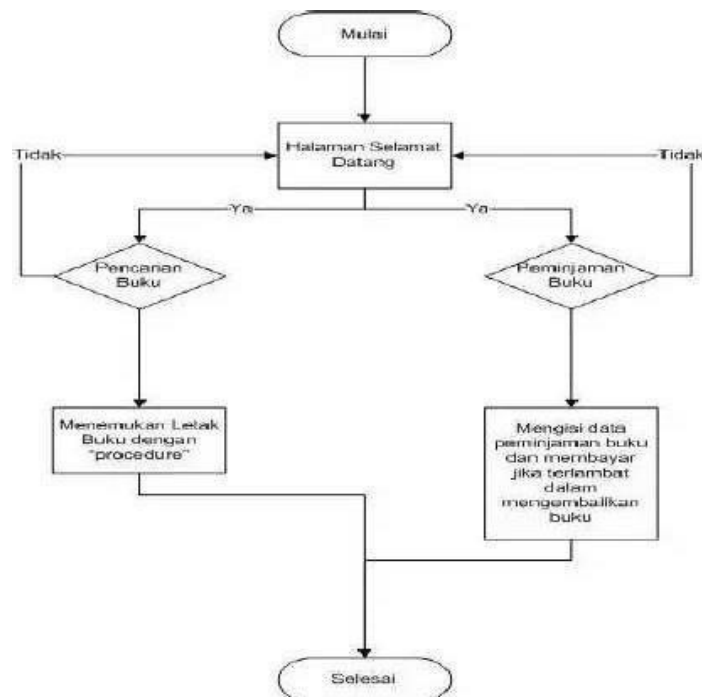 Mulai
Halaman Selamat
Datang
Tidak
Tidak
Ya
Ya
Pencarian
Buku
Peminjaman
Buku
Menemukan Letak
Buku dengan
"procedure"
Mengisi data
peminjaman buku
dan membayar
jika terlambat
dalam
mengembalikan
buku
Selesai